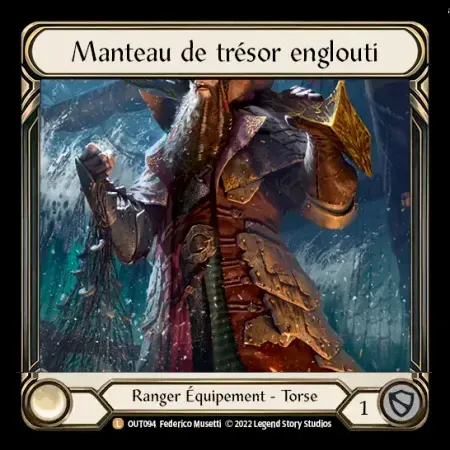 Manteau de trésor englouti
Ranger Équipement - Torse
1
L OUT094 Federico Musetti © 2022 Legend Story Studios